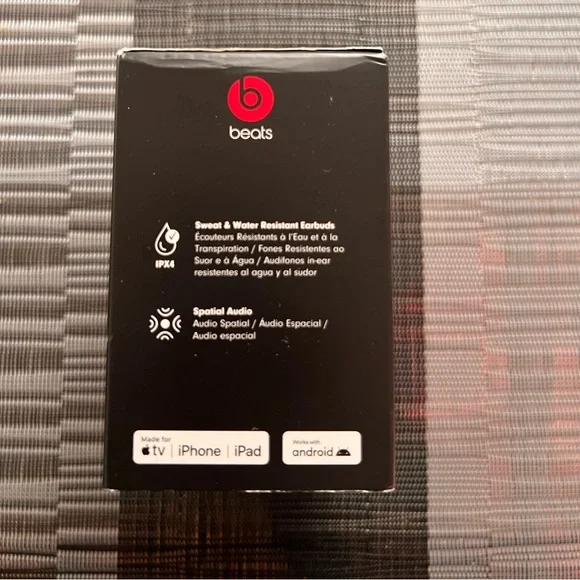 beats
Sweat & Water Resistant Earbuds
Écouteurs Résistants à l'Eau et à la
Transpiration / Fones Resistentes ao
Suor e à Água / Audífonos in-ear
resistentes al agua y al sudor
IPX4
Spatial Audio
Audio Spatial / Áudio Espacial /
Audio espacial
Made for
tv | iPhone | iPad
Works with
android